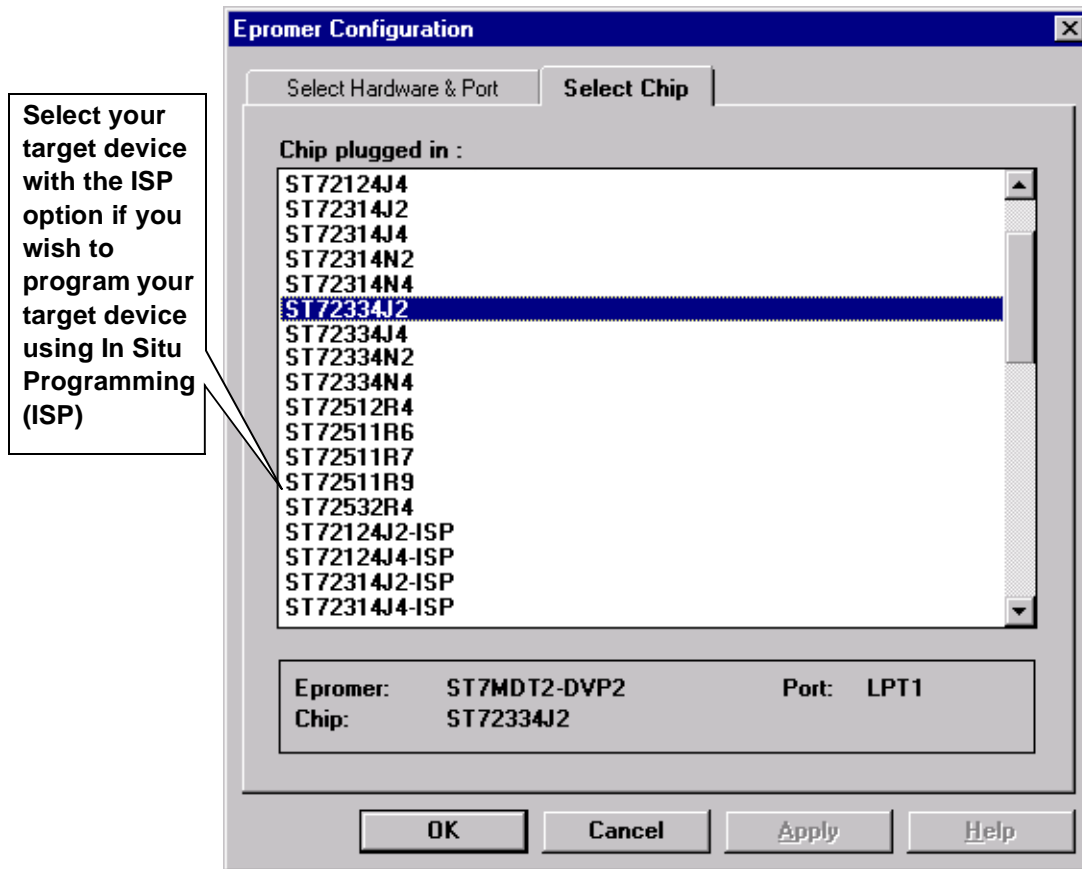 Epromer Configuration
Select Hardware & Port
Select Chip
Select your
target device
with the ISP
option if you
wish to
program your
target device
using In Situ
Programming
(ISP)
Chip plugged in :
ST72124J4
ST72314J2
ST72314J4
ST72314N2
ST72314N4
ST72334J2
ST72334J4
ST72334N2
ST72334N4
ST72512R4
ST72511R6
ST72511R7
ST72511R9
ST72532R4
ST72124J2-ISP
ST72124J4-ISP
ST72314J2-ISP
ST72314J4-ISP
Epromer: ST7MDT2-DVP2 Port: LPT1
Chip: ST72334J2
OK Cancel Apply Help